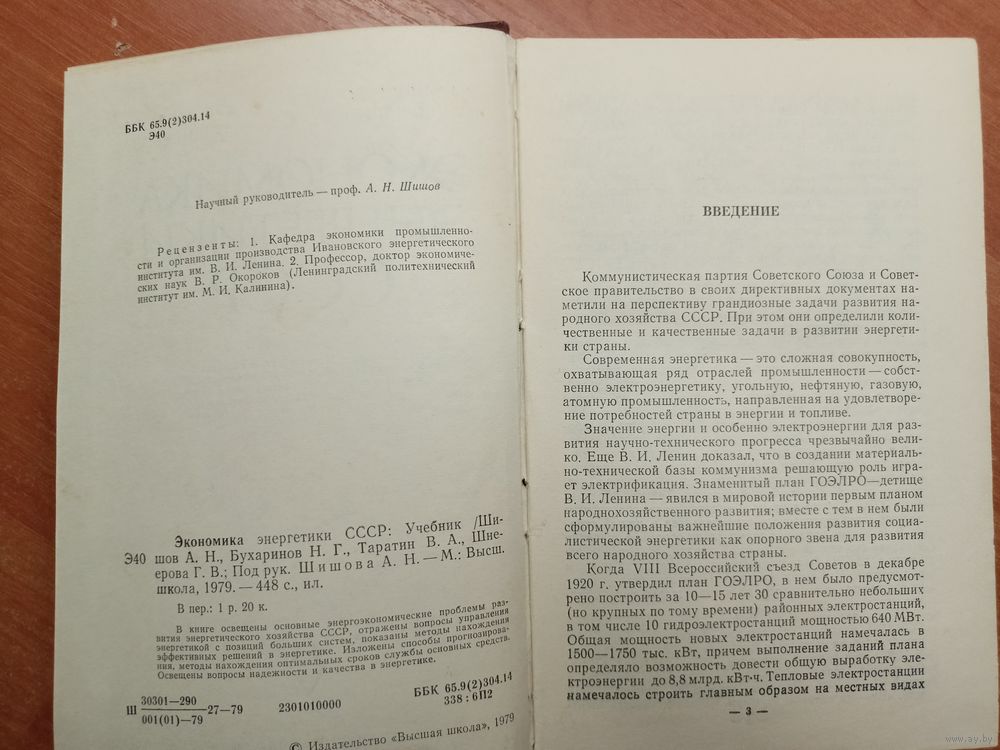 ББК 65.9(2)304.14
Э40
Научный руководитель — проф. А. Н. Шишов
Рецензенты: 1. Кафедра экономики промышленно-
сти и организации производства Ивановского энергетического
института им. В. И. Ленина. 2. Профессор, доктор экономиче-
ских наук В. Р. Окороков (Ленинградский политехнический
институт им. М. И. Калинина).
Экономика энергетики СССР: Учебник /Ши-
Э40 шов А. Н., Бухаринов Н. Г., Таратин В. А., Шне-
ерова Г. В.; Под рук. Шишова А. Н. — М.: Высш.
школа, 1979. — 448 с., ил.
В пер.: 1 р. 20 к.
В книге освещены основные энергоэкономические проблемы раз-
вития энергетического хозяйства СССР, отражены вопросы управления
энергетикой с позиций больших систем, показаны методы нахождения
эффективных решений в энергетике. Изложены способы прогнозирова-
ния, методы нахождения оптимальных сроков службы основных средств.
Освещены вопросы надежности и качества в энергетике.
Ш 30301—290
001(01)—79 27—79 2301010000
ББК 65.9(2)304.14
338 : 6П2
© Издательство «Высшая школа», 1979
ВВЕДЕНИЕ
Коммунистическая партия Советского Союза и Совет-
ское правительство в своих директивных документах на-
метили на перспективу грандиозные задачи развития на-
родного хозяйства СССР. При этом они определили коли-
чественные и качественные задачи в развитии энергети-
ки страны.
Современная энергетика — это сложная совокупность,
охватывающая ряд отраслей промышленности — собст-
венно электроэнергетику, угольную, нефтяную, газовую,
атомную промышленность, направленная на удовлетворе-
ние потребностей страны в энергии и топливе.
Значение энергии и особенно электроэнергии для раз-
вития научно-технического прогресса чрезвычайно вели-
ко. Еще В. И. Ленин доказал, что в создании материаль-
но-технической базы коммунизма решающую роль игра-
ет электрификация. Знаменитый план ГОЭЛРО—детище
В. И. Ленина — явился в мировой истории первым планом
народнохозяйственного развития; вместе с тем в нем были
сформулированы важнейшие положения развития социа-
листической энергетики как опорного звена для развития
всего народного хозяйства страны.
Когда VIII Всероссийский съезд Советов в декабре
1920 г. утвердил план ГОЭЛРО, в нем было предусмот-
рено построить за 10—15 лет 30 сравнительно небольших
(но крупных по тому времени) районных электростанций,
в том числе 10 гидроэлектростанций мощностью 640 МВт.
Общая мощность новых электростанций намечалась в
1500—1750 тыс. кВт, причем выполнение заданий плана
определяло возможность довести общую выработку эле-
ктроэнергии до 8,8 млрд. кВт·ч. Тепловые электростанции
намечалось строить главным образом на местных видах
— 3 —
www.ay.by